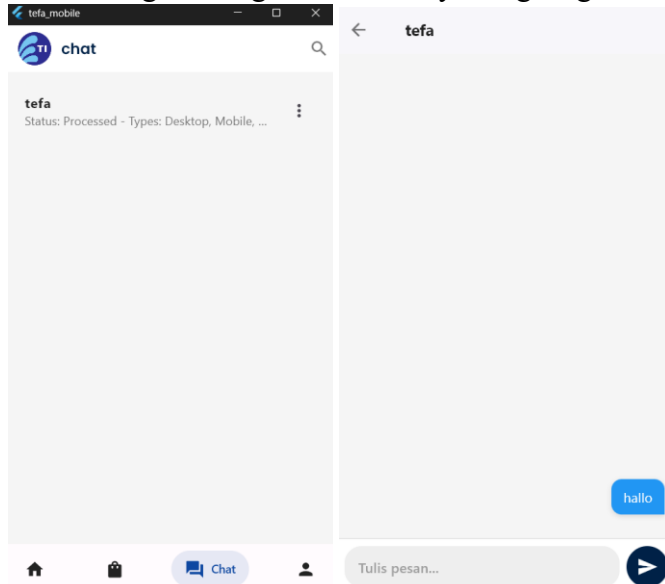 tefa_mobile
TI
chat
tefa
Status: Processed - Types: Desktop, Mobile, ...
Chat
tefa
hallo
Tulis pesan...